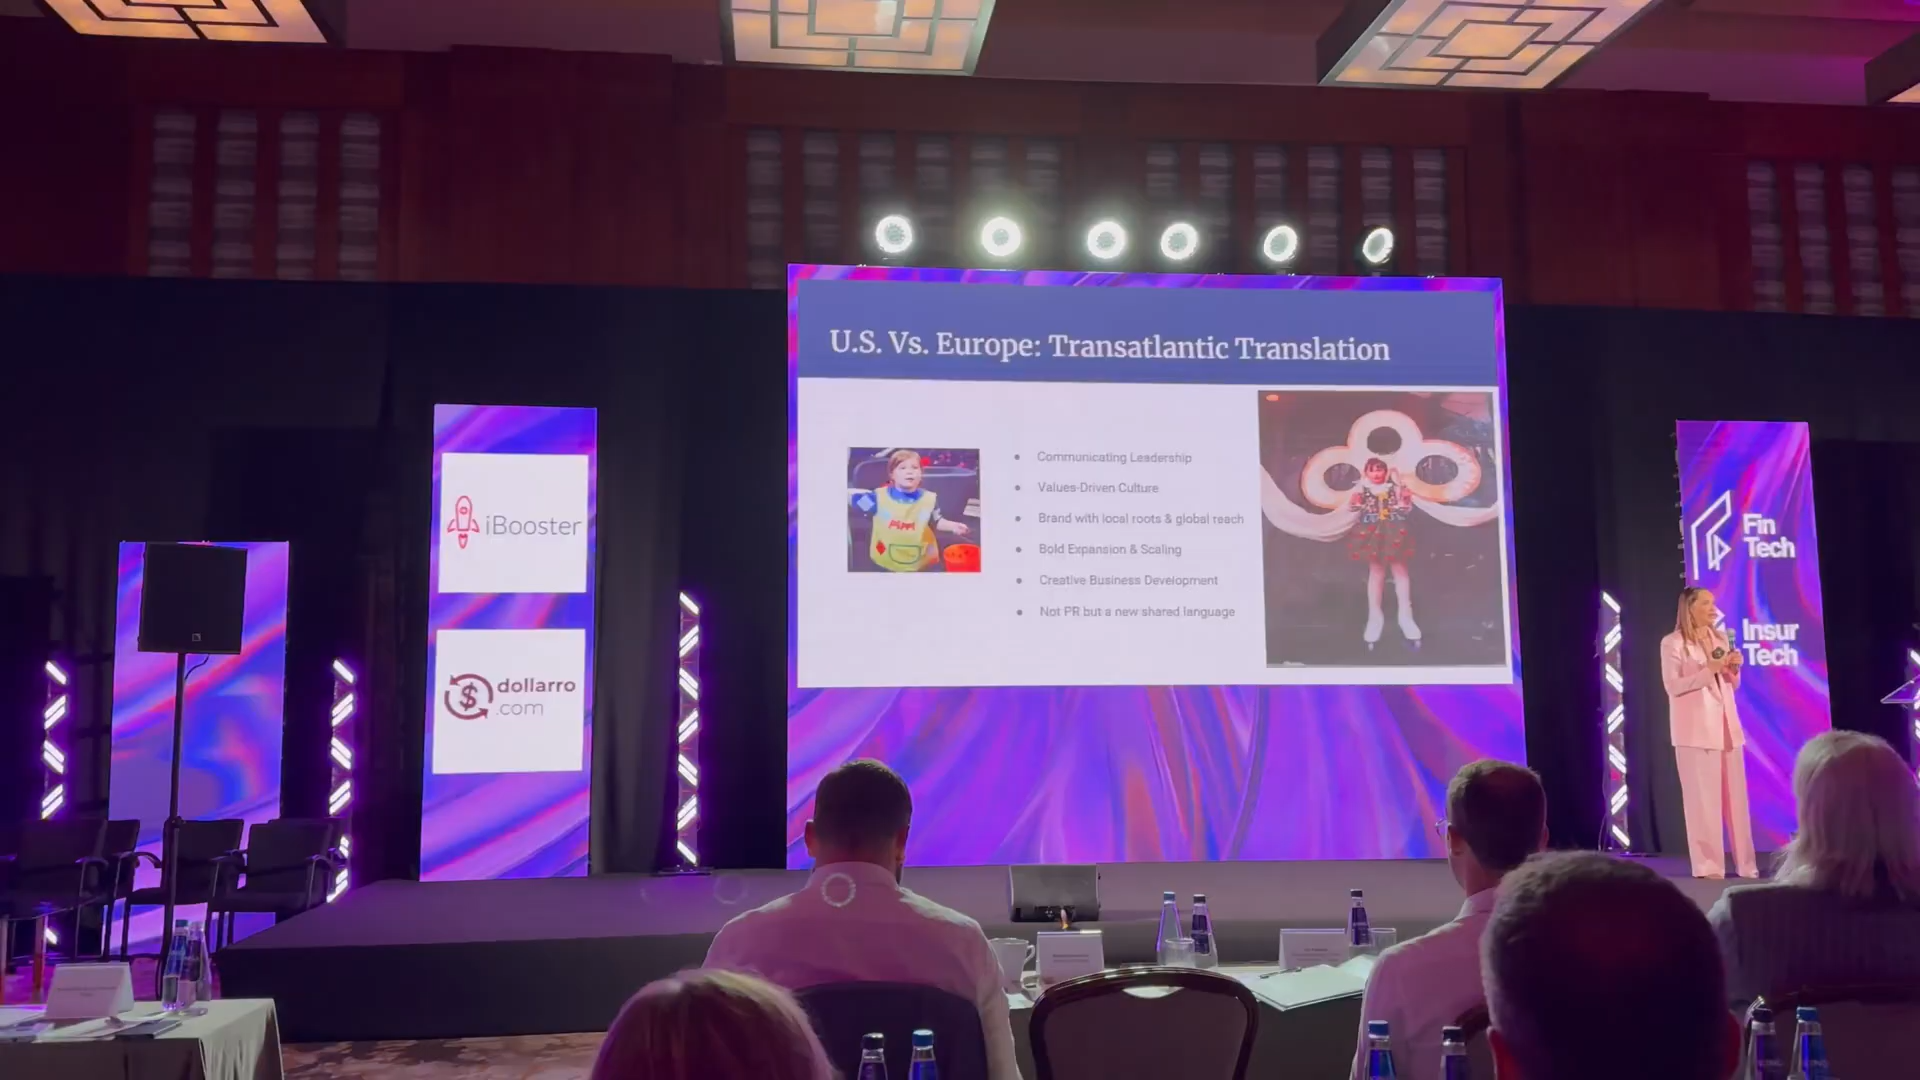 U.S. Vs. Europe: Transatlantic Translation
Communicating Leadership
Values-Driven Culture
Brand with local roots & global reach
Bold Expansion & Scaling
Creative Business Development
Not PR but a new shared language
PIPPI
iBooster
dollarro
.com
Fin
Tech
Insur
Tech